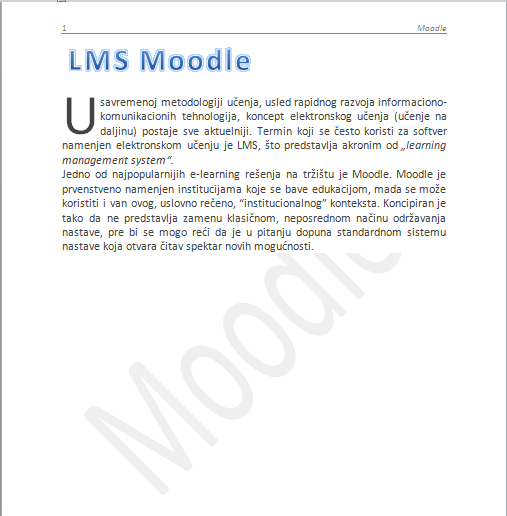 1 Moodle
LMS Moodle
U savremenoj metodologiji učenja, usled rapidnog razvoja informaciono-
komunikacionih tehnologija, koncept elektronskog učenja (učenje na
daljinu) postaje sve aktuelniji. Termin koji se često koristi za softver
namenjen elektronskom učenju je LMS, što predstavlja akronim od „learning
management system“.
Jedno od najpopularnijih e-learning rešenja na tržištu je Moodle. Moodle je
prvenstveno namenjen institucijama koje se bave edukacijom, mada se može
koristiti i van ovog, uslovno rečeno, “institucionalnog” konteksta. Koncipiran je
tako da ne predstavlja zamenu klasičnom, neposrednom načinu održavanja
nastave, pre bi se mogo reći da je u pitanju dopuna standardnom sistemu
nastave koja otvara čitav spektar novih mogućnosti.
Moodle